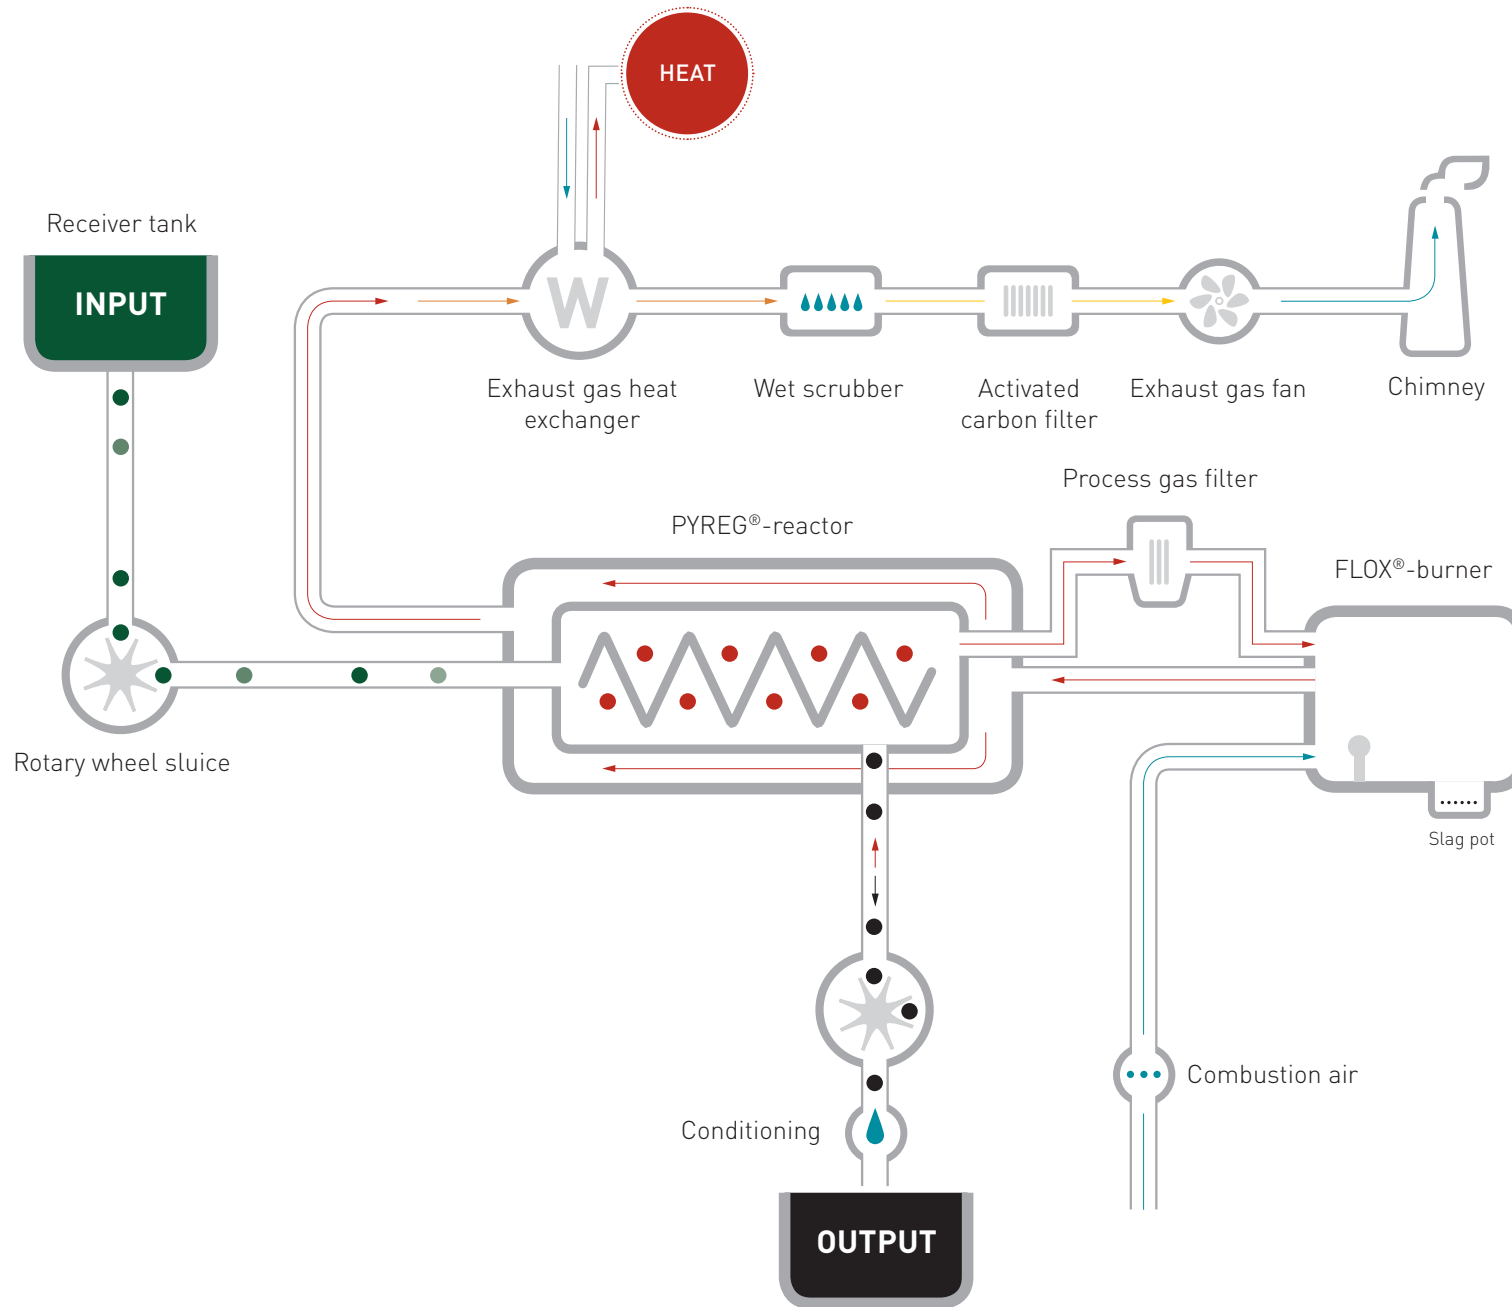 HEAT
Receiver tank
INPUT
W
Exhaust gas heat
exchanger
Wet scrubber
Activated
carbon filter
Exhaust gas fan
Chimney
Process gas filter
PYREG®-reactor
FLOX®-burner
Rotary wheel sluice
Slag pot
Combustion air
Conditioning
OUTPUT